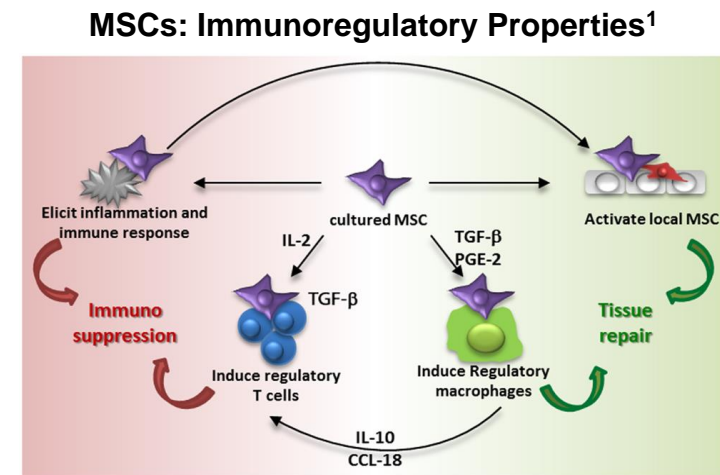 MSCs: Immunoregulatory Properties1
Elicit inflammation and
immune response
cultured MSC
Activate local MSC
IL-2
TGF-β
PGE-2
TGF-β
Immuno
suppression
Tissue
repair
Induce regulatory
T cells
Induce Regulatory
macrophages
IL-10
CCL-18